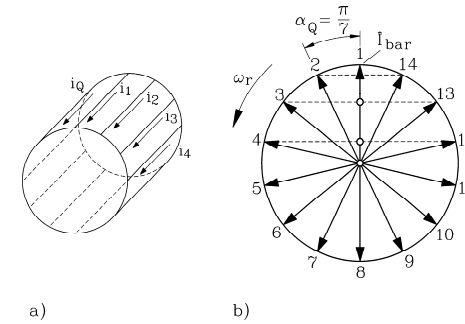 i_Q
i_1
i_2
i_3
i_4
a)
α_Q = π/7
Î_bar
ω_r
1
2
14
3
13
4
1
5
1
6
10
7
9
8
b)